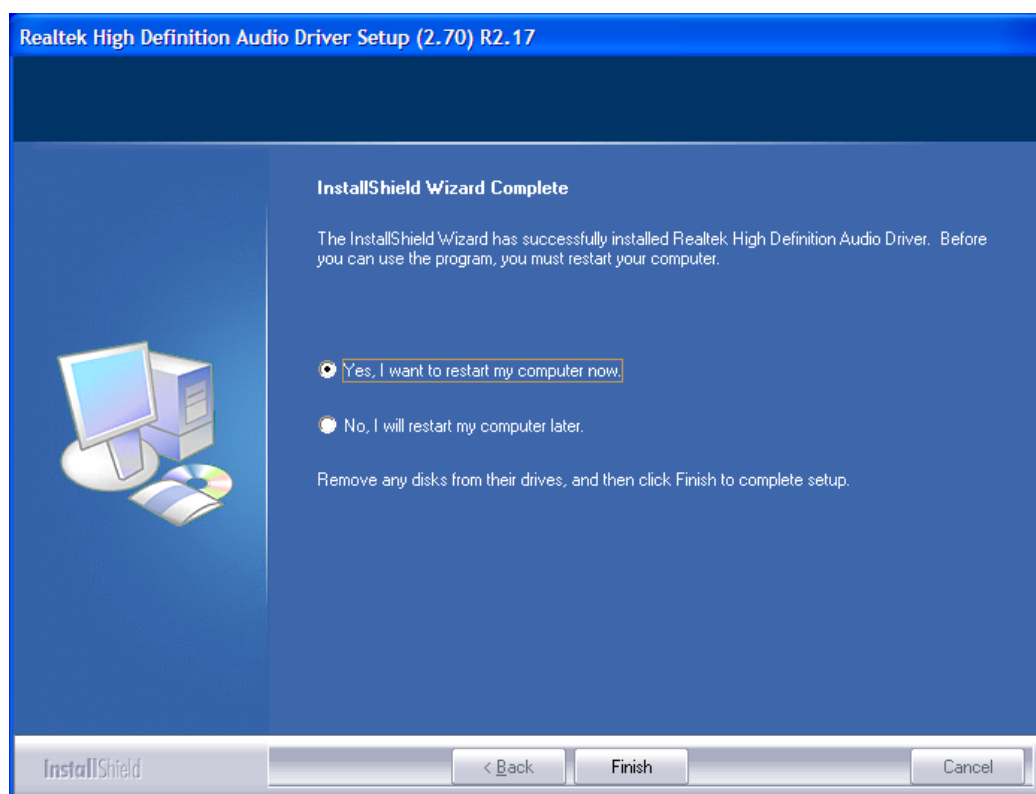 Realtek High Definition Audio Driver Setup (2.70) R2.17
InstallShield Wizard Complete
The InstallShield Wizard has successfully installed Realtek High Definition Audio Driver. Before
you can use the program, you must restart your computer.
Yes, I want to restart my computer now.
No, I will restart my computer later.
Remove any disks from their drives, and then click Finish to complete setup.
InstallShield
< Back
Finish
Cancel